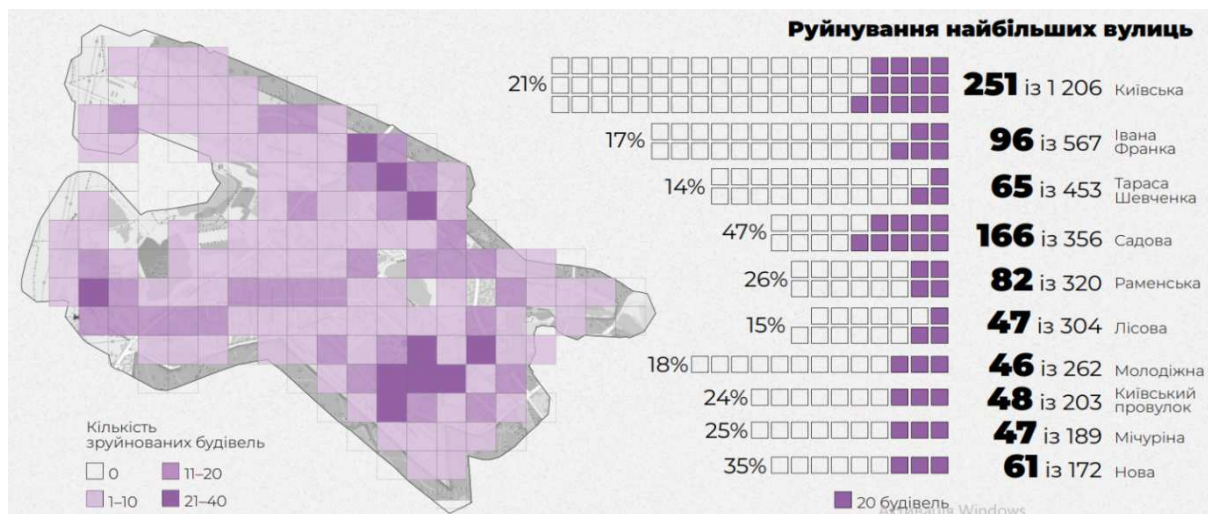 Руйнування найбільших вулиць
21% 251 із 1 206 Київська
17% 96 із 567 Івана
Франка
14% 65 із 453 Тараса
Шевченка
47% 166 із 356 Садова
26% 82 із 320 Раменська
15% 47 із 304 Лісова
18% 46 із 262 Молодіжна
24% 48 із 203 Київський
провулок
25% 47 із 189 Мічуріна
35% 61 із 172 Нова
20 будівель
Активація Windows
Кількість
зруйнованих будівель
0 11–20
1–10 21–40